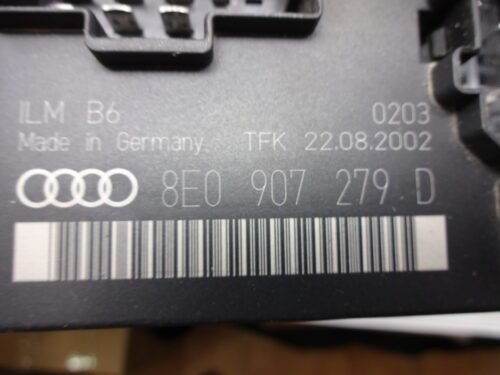 ILM B6 0203
Made in Germany. TFK 22.08.2002
8E0 907 279 D